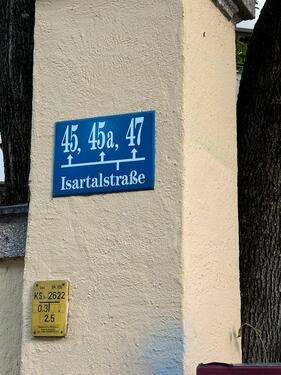 45, 45a, 47
Isartalstraße
KS 2622
0.3
2.5